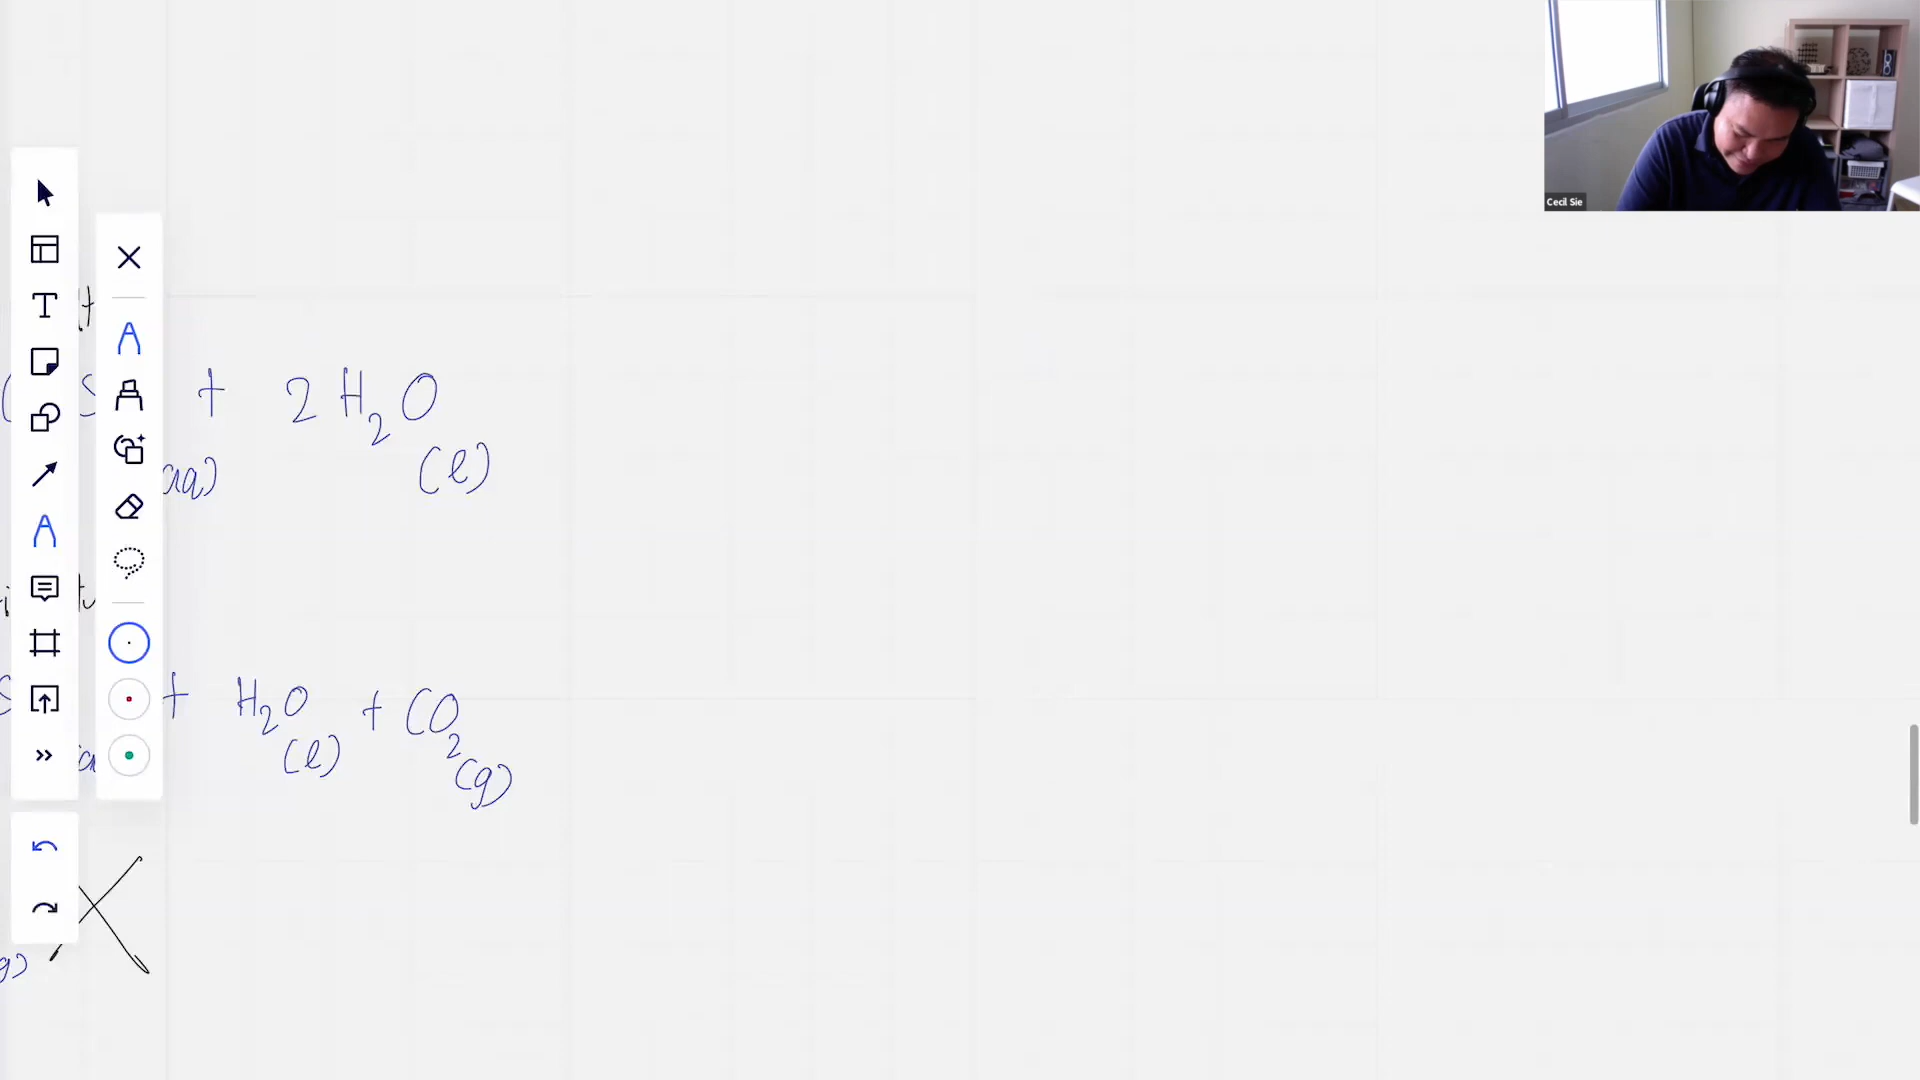 Cecil Sie
+ 2 H₂O
(aq) (l)
+ H₂O + CO₂
(l) (g)